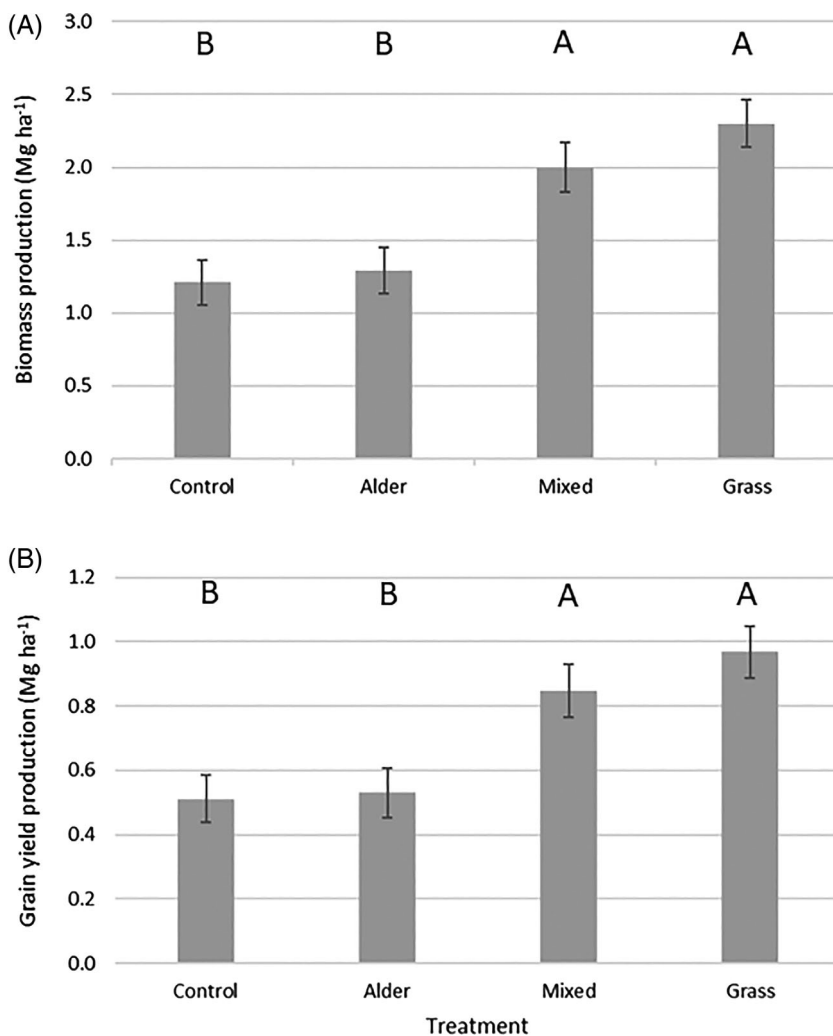 (A)
B B A A
3.0
2.5
2.0
1.5
1.0
0.5
0.0
Biomass production (Mg ha⁻¹)
Control Alder Mixed Grass
(B)
B B A A
1.2
1.0
0.8
0.6
0.4
0.2
0.0
Grain yield production (Mg ha⁻¹)
Control Alder Mixed Grass
Treatment